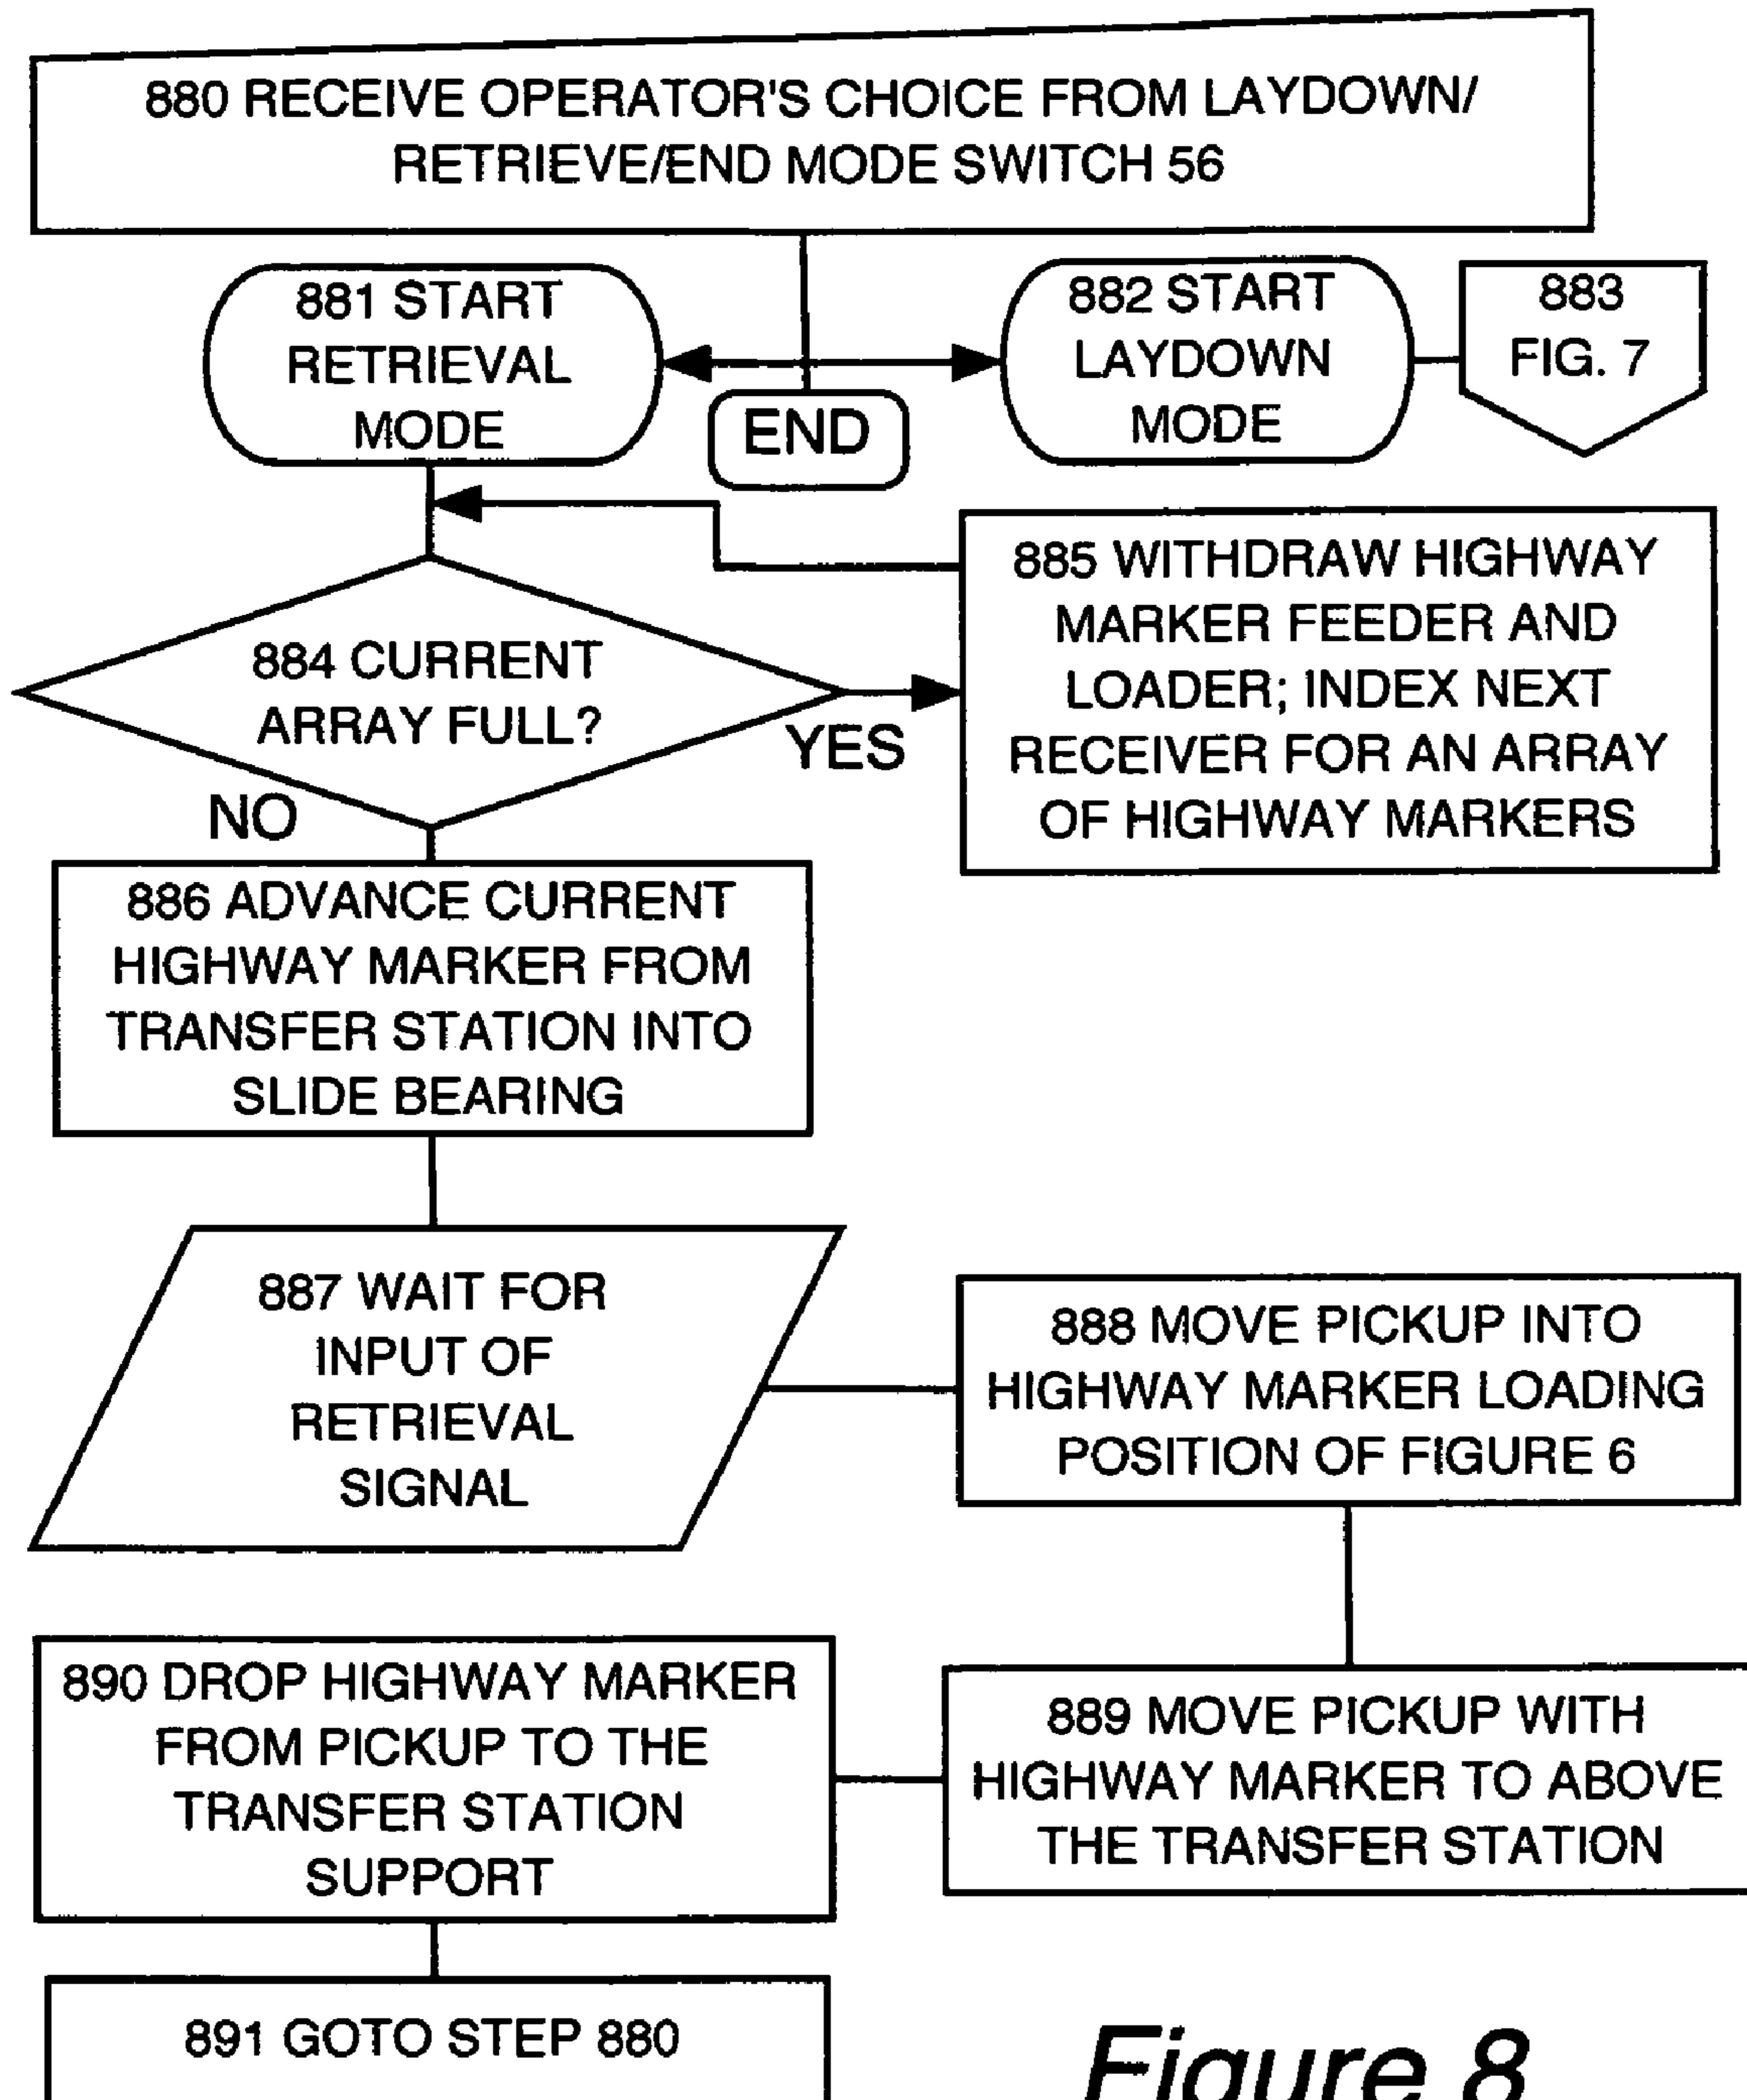 880 RECEIVE OPERATOR'S CHOICE FROM LAYDOWN/
RETRIEVE/END MODE SWITCH 56
881 START
RETRIEVAL
MODE
END
882 START
LAYDOWN
MODE
883
FIG. 7
884 CURRENT
ARRAY FULL?
YES
NO
885 WITHDRAW HIGHWAY
MARKER FEEDER AND
LOADER; INDEX NEXT
RECEIVER FOR AN ARRAY
OF HIGHWAY MARKERS
886 ADVANCE CURRENT
HIGHWAY MARKER FROM
TRANSFER STATION INTO
SLIDE BEARING
887 WAIT FOR
INPUT OF
RETRIEVAL
SIGNAL
888 MOVE PICKUP INTO
HIGHWAY MARKER LOADING
POSITION OF FIGURE 6
889 MOVE PICKUP WITH
HIGHWAY MARKER TO ABOVE
THE TRANSFER STATION
890 DROP HIGHWAY MARKER
FROM PICKUP TO THE
TRANSFER STATION
SUPPORT
891 GOTO STEP 880
Figure 8